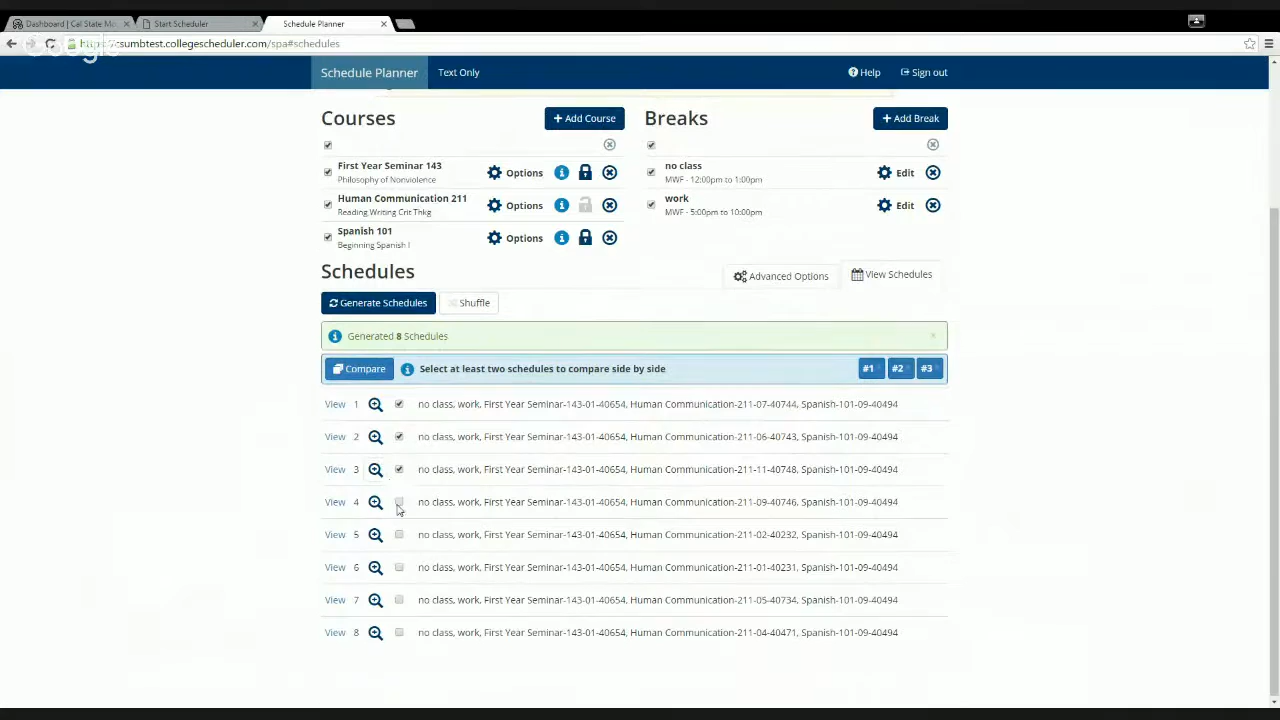 Dashboard | Cal State Mo
Start Scheduler
Schedule Planner
https://csumbtest.collegescheduler.com/spa#schedules
Google
Schedule Planner
Text Only
Help
Sign out
Courses
+ Add Course
First Year Seminar 143
Philosophy of Nonviolence
Options
Human Communication 211
Reading Writing Crit Thkg
Options
Spanish 101
Beginning Spanish I
Options
Breaks
+ Add Break
no class
MWF - 12:00pm to 1:00pm
Edit
work
MWF - 5:00pm to 10:00pm
Edit
Schedules
Advanced Options
View Schedules
Generate Schedules
Shuffle
Generated 8 Schedules
×
Compare
Select at least two schedules to compare side by side
#1
#2
#3
View 1 no class, work, First Year Seminar-143-01-40654, Human Communication-211-07-40744, Spanish-101-09-40494
View 2 no class, work, First Year Seminar-143-01-40654, Human Communication-211-06-40743, Spanish-101-09-40494
View 3 no class, work, First Year Seminar-143-01-40654, Human Communication-211-11-40748, Spanish-101-09-40494
View 4 no class, work, First Year Seminar-143-01-40654, Human Communication-211-09-40746, Spanish-101-09-40494
View 5 no class, work, First Year Seminar-143-01-40654, Human Communication-211-02-40232, Spanish-101-09-40494
View 6 no class, work, First Year Seminar-143-01-40654, Human Communication-211-01-40231, Spanish-101-09-40494
View 7 no class, work, First Year Seminar-143-01-40654, Human Communication-211-05-40734, Spanish-101-09-40494
View 8 no class, work, First Year Seminar-143-01-40654, Human Communication-211-04-40471, Spanish-101-09-40494